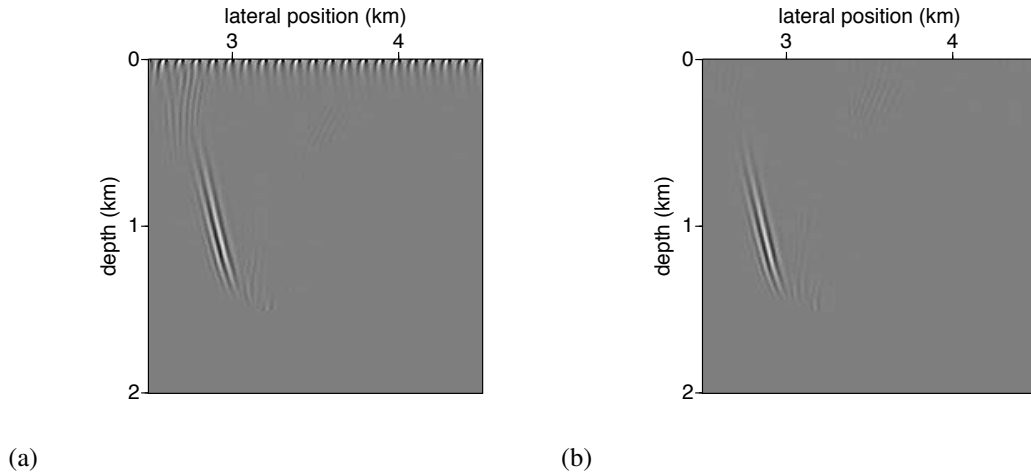 lateral position (km)
3 4
0
depth (km)
1
2
(a)
lateral position (km)
3 4
0
depth (km)
1
2
(b)